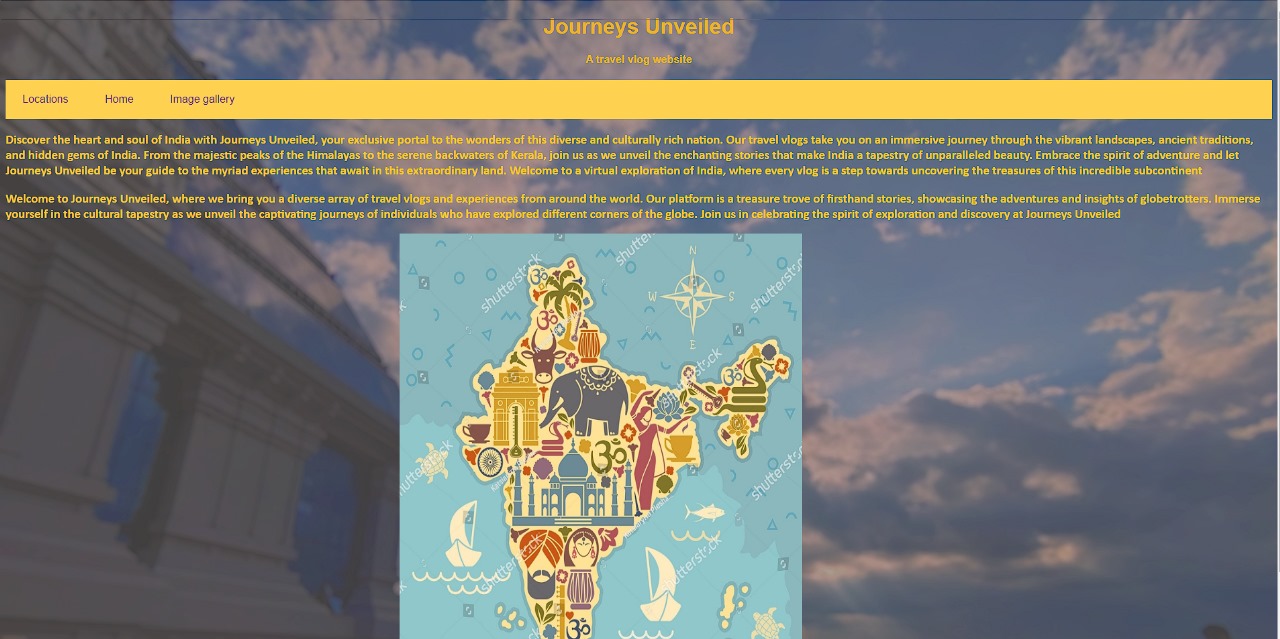 Journeys Unveiled
A travel vlog website
Locations Home Image gallery
Discover the heart and soul of India with Journeys Unveiled, your exclusive portal to the wonders of this diverse and culturally rich nation. Our travel vlogs take you on an immersive journey through the vibrant landscapes, ancient traditions,
and hidden gems of India. From the majestic peaks of the Himalayas to the serene backwaters of Kerala, join us as we unveil the enchanting stories that make India a tapestry of unparalleled beauty. Embrace the spirit of adventure and let
Journeys Unveiled be your guide to the myriad experiences that await in this extraordinary land. Welcome to a virtual exploration of India, where every vlog is a step towards uncovering the treasures of this incredible subcontinent
Welcome to Journeys Unveiled, where we bring you a diverse array of travel vlogs and experiences from around the world. Our platform is a treasure trove of firsthand stories, showcasing the adventures and insights of globetrotters. Immerse
yourself in the cultural tapestry as we unveil the captivating journeys of individuals who have explored different corners of the globe. Join us in celebrating the spirit of exploration and discovery at Journeys Unveiled
shutterstock
shutterstock
N
W S
E
ॐ
ॐ
ॐ
ॐ
ॐ
shutterstock
shutterstock
shutterstock